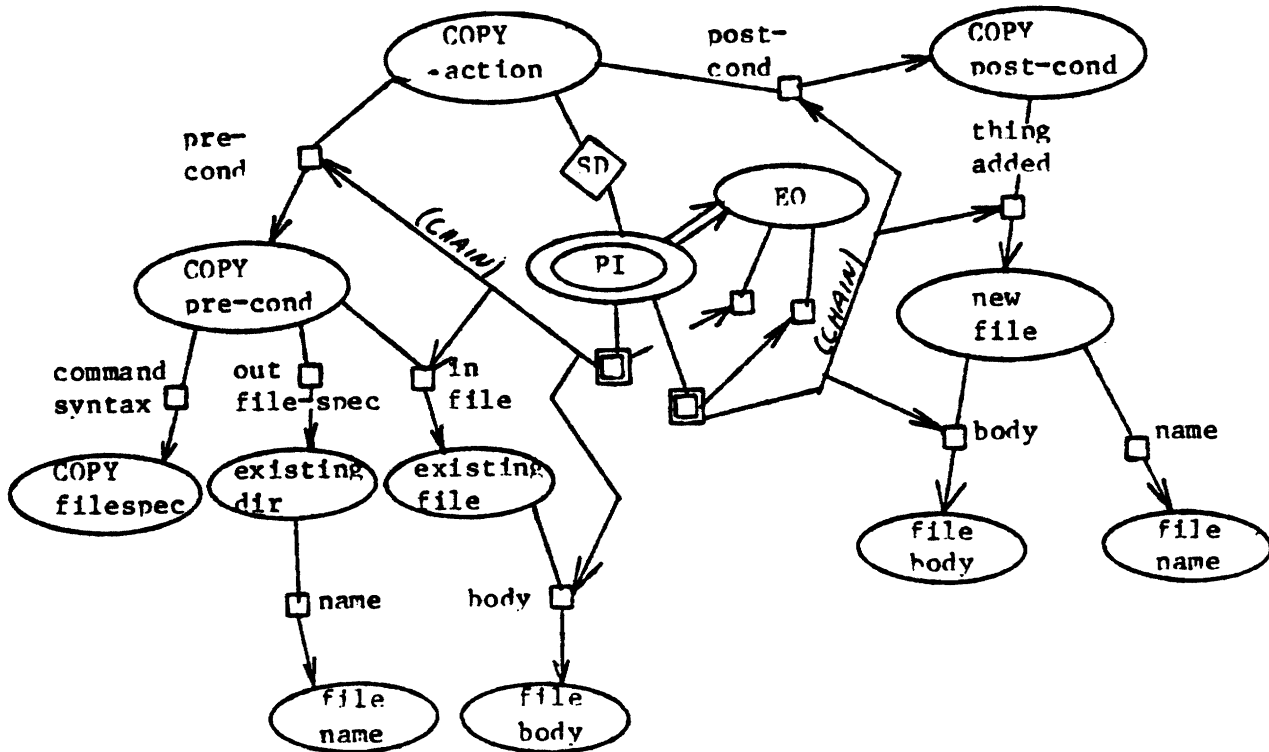 COPY
-action
post-
cond
COPY
post-cond
pre-
cond
thing
added
SD
EO
(CHAIN)
PI
COPY
pre-cond
new
file
(CHAIN)
command
syntax
out
file-spec
in
file
body
name
COPY
filespec
existing
dir
existing
file
file
body
file
name
name
body
file
name
file
body